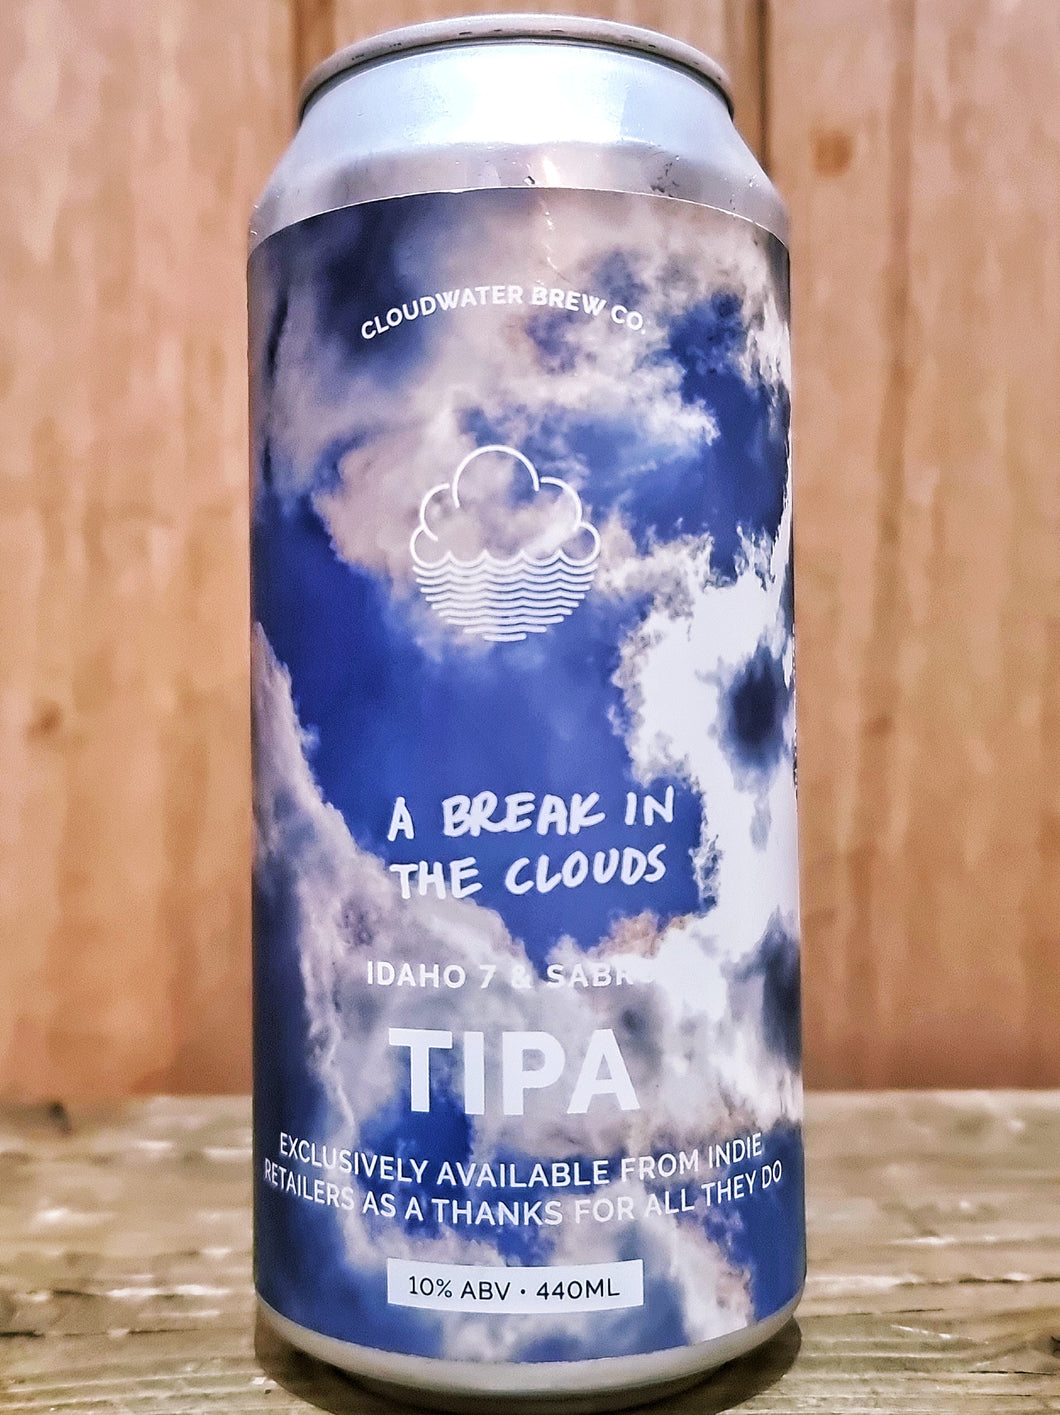 CLOUDWATER BREW CO.
A BREAK IN
THE CLOUDS
IDAHO 7 & SABRO
TIPA
EXCLUSIVELY AVAILABLE FROM INDIE
RETAILERS AS A THANKS FOR ALL THEY DO
10% ABV • 440ML